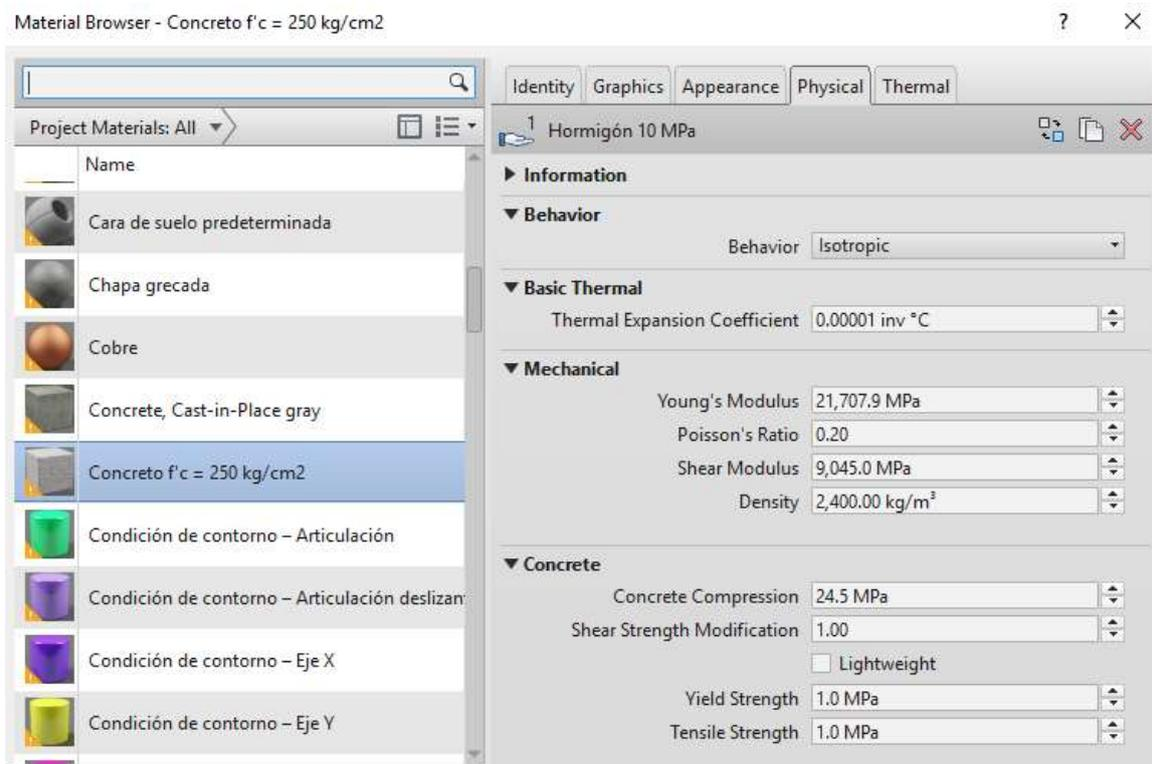 Material Browser - Concreto f'c = 250 kg/cm2
?
Project Materials: All
Name
Cara de suelo predeterminada
Chapa grecada
Cobre
Concrete, Cast-in-Place gray
Concreto f'c = 250 kg/cm2
Condición de contorno – Articulación
Condición de contorno – Articulación deslizan
Condición de contorno – Eje X
Condición de contorno – Eje Y
Identity Graphics Appearance Physical Thermal
1 Hormigón 10 MPa
Information
Behavior
Behavior Isotropic
Basic Thermal
Thermal Expansion Coefficient 0.00001 inv °C
Mechanical
Young's Modulus 21,707.9 MPa
Poisson's Ratio 0.20
Shear Modulus 9,045.0 MPa
Density 2,400.00 kg/m³
Concrete
Concrete Compression 24.5 MPa
Shear Strength Modification 1.00
Lightweight
Yield Strength 1.0 MPa
Tensile Strength 1.0 MPa